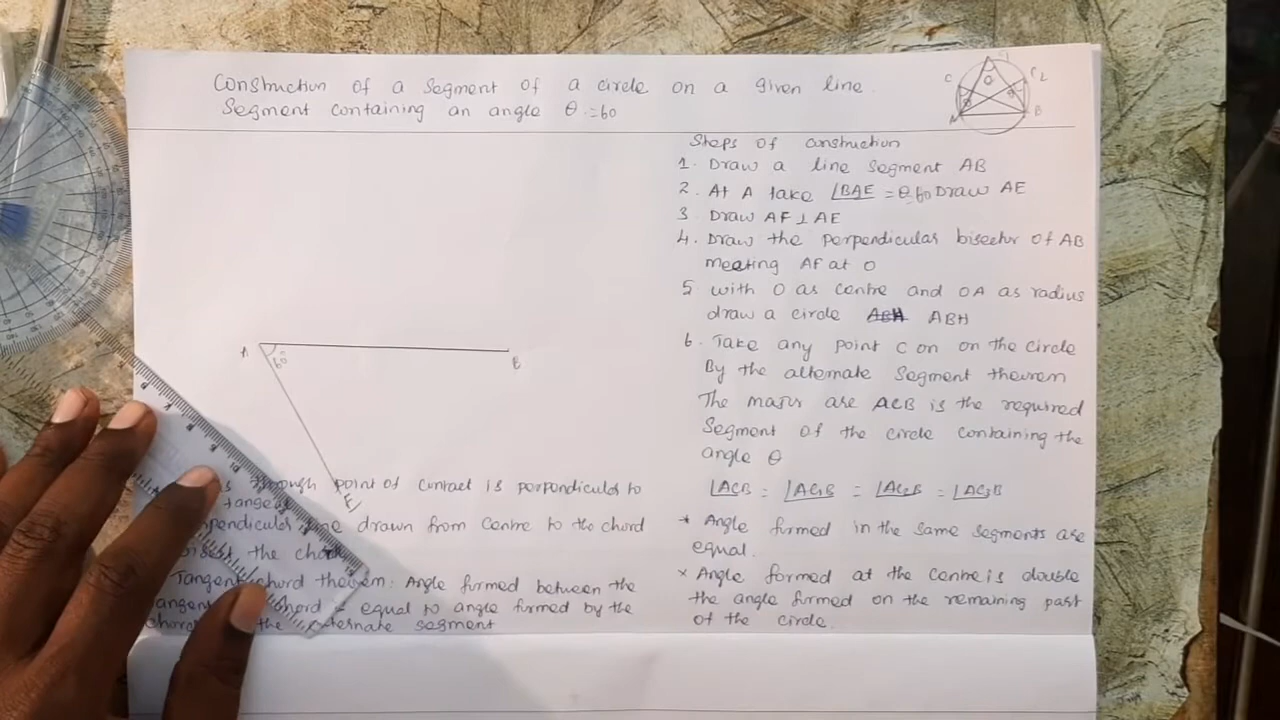 Construction of a Segment of a circle on a given line
Segment containing an angle θ = 60
C C2
θ θ θ
A B
Steps of construction
1. Draw a line segment AB
2. At A take ∠BAE = θ 60 Draw AE
3 Draw AF ⊥ AE
4. Draw the perpendicular bisector of AB
meeting AF at O
5 with O as centre and OA as radius
draw a circle ABH
6. Take any point C on on the circle
By the alternate Segment theorem
The major arc ACB is the required
Segment of the circle containing the
angle θ
∠ACB = ∠AC1B = ∠AC2B = ∠AC3B
* Angle formed in the same segments are
equal.
* Angle formed at the centre is double
the angle formed on the remaining part
of the circle.
A 60° B
E
through point of contact is perpendicular to
drawn from centre to the chord
the
Tangent chord theorem: Angle formed between the
chord equal to angle formed by the
the segment